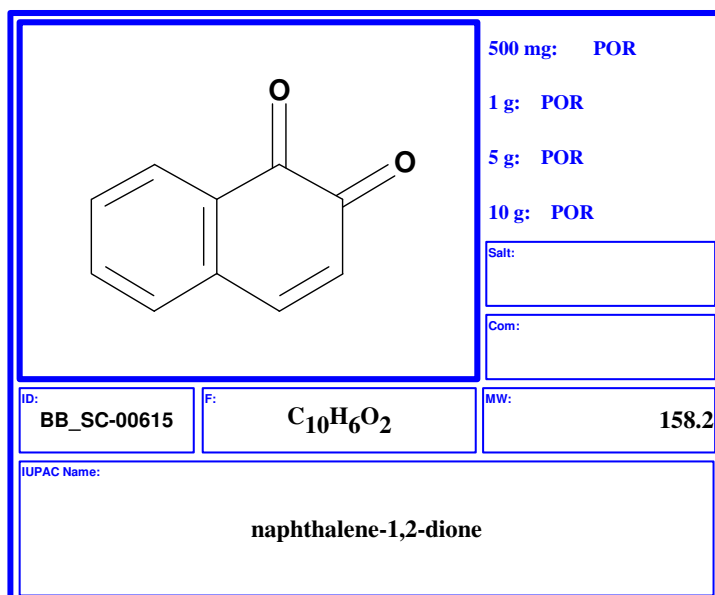 O
O
500 mg: POR
1 g: POR
5 g: POR
10 g: POR
Salt:
Com:
ID:
BB_SC-00615
F:
C10H6O2
MW:
158.2
IUPAC Name:
naphthalene-1,2-dione